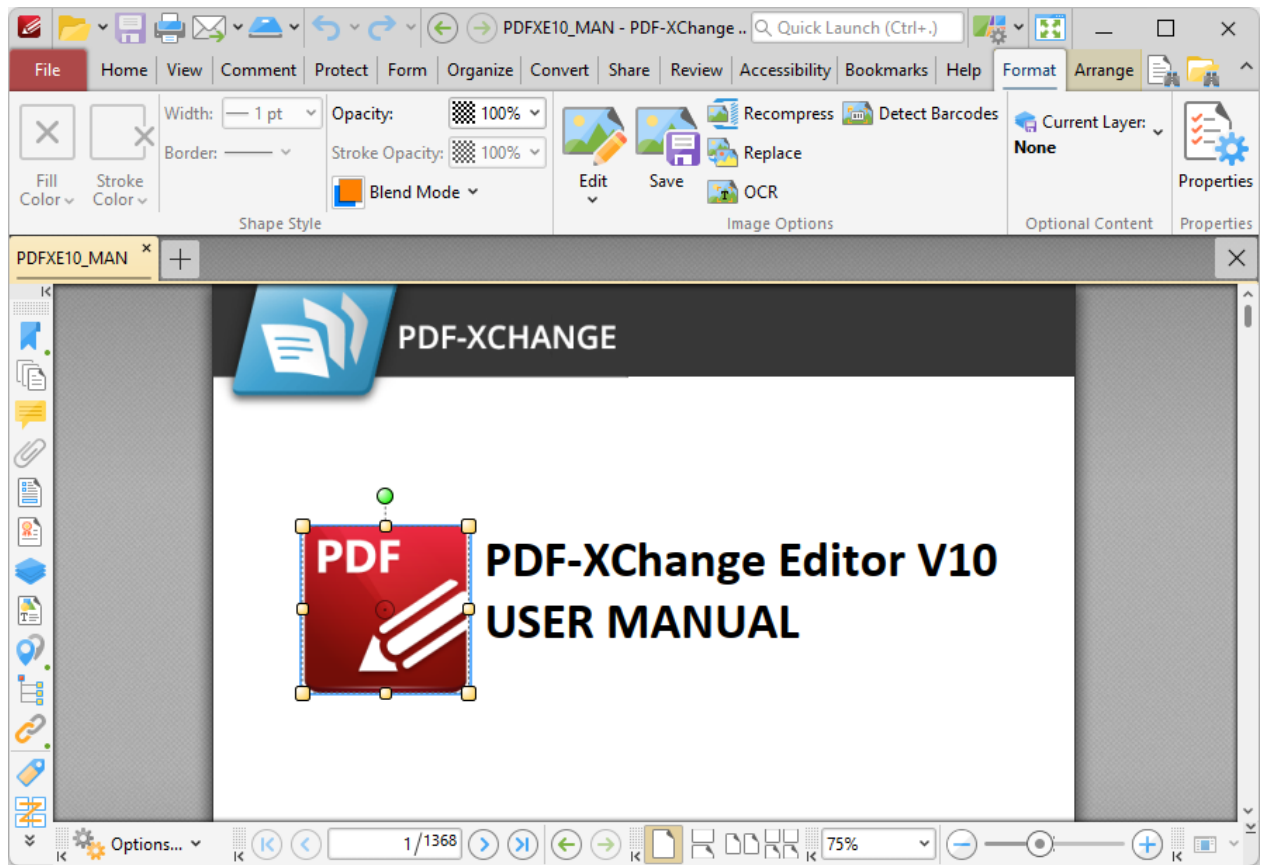 PDFXE10_MAN - PDF-XChange ..
Quick Launch (Ctrl+.)
File Home View Comment Protect Form Organize Convert Share Review Accessibility Bookmarks Help Format Arrange
Width: 1 pt
Border:
Fill Color
Stroke Color
Opacity: 100%
Stroke Opacity: 100%
Blend Mode
Shape Style
Edit
Save
Recompress
Replace
OCR
Detect Barcodes
Image Options
Current Layer:
None
Optional Content
Properties
Properties
PDFXE10_MAN
PDF-XCHANGE
PDF
PDF-XChange Editor V10
USER MANUAL
Options... 1/1368 75%